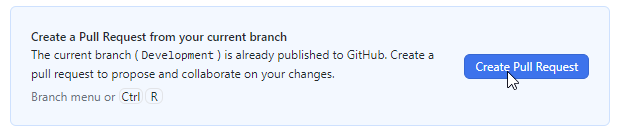 Create a Pull Request from your current branch
The current branch ( Development ) is already published to GitHub. Create a
pull request to propose and collaborate on your changes.
Branch menu or Ctrl R
Create Pull Request